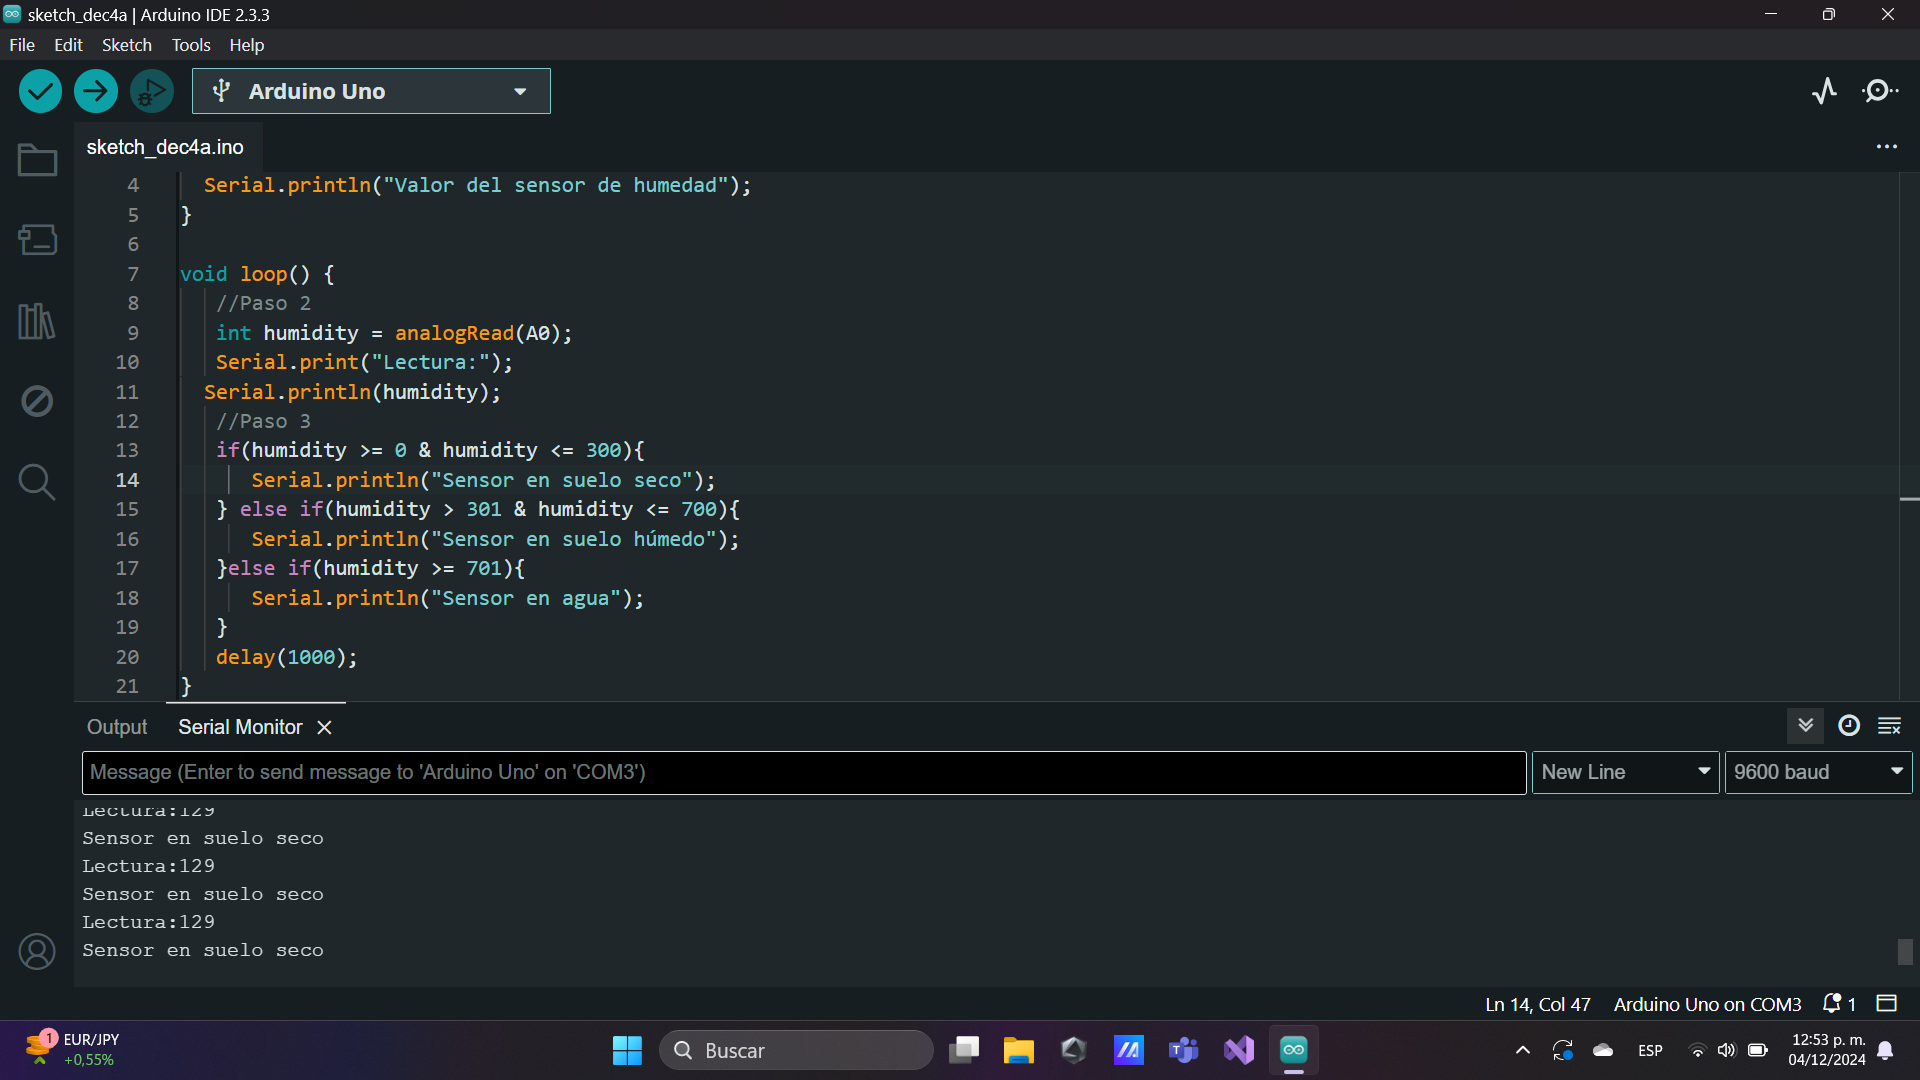 sketch_dec4a | Arduino IDE 2.3.3
File Edit Sketch Tools Help
Arduino Uno
sketch_dec4a.ino
4 Serial.println("Valor del sensor de humedad");
5 }
6
7 void loop() {
8 //Paso 2
9 int humidity = analogRead(A0);
10 Serial.print("Lectura:");
11 Serial.println(humidity);
12 //Paso 3
13 if(humidity >= 0 & humidity <= 300){
14 Serial.println("Sensor en suelo seco");
15 } else if(humidity > 301 & humidity <= 700){
16 Serial.println("Sensor en suelo húmedo");
17 }else if(humidity >= 701){
18 Serial.println("Sensor en agua");
19 }
20 delay(1000);
21 }
Output Serial Monitor
Message (Enter to send message to 'Arduino Uno' on 'COM3') New Line 9600 baud
Lectura:129
Sensor en suelo seco
Lectura:129
Sensor en suelo seco
Lectura:129
Sensor en suelo seco
Ln 14, Col 47 Arduino Uno on COM3 1
1 EUR/JPY
+0,55%
Buscar
ESP
12:53 p. m.
04/12/2024